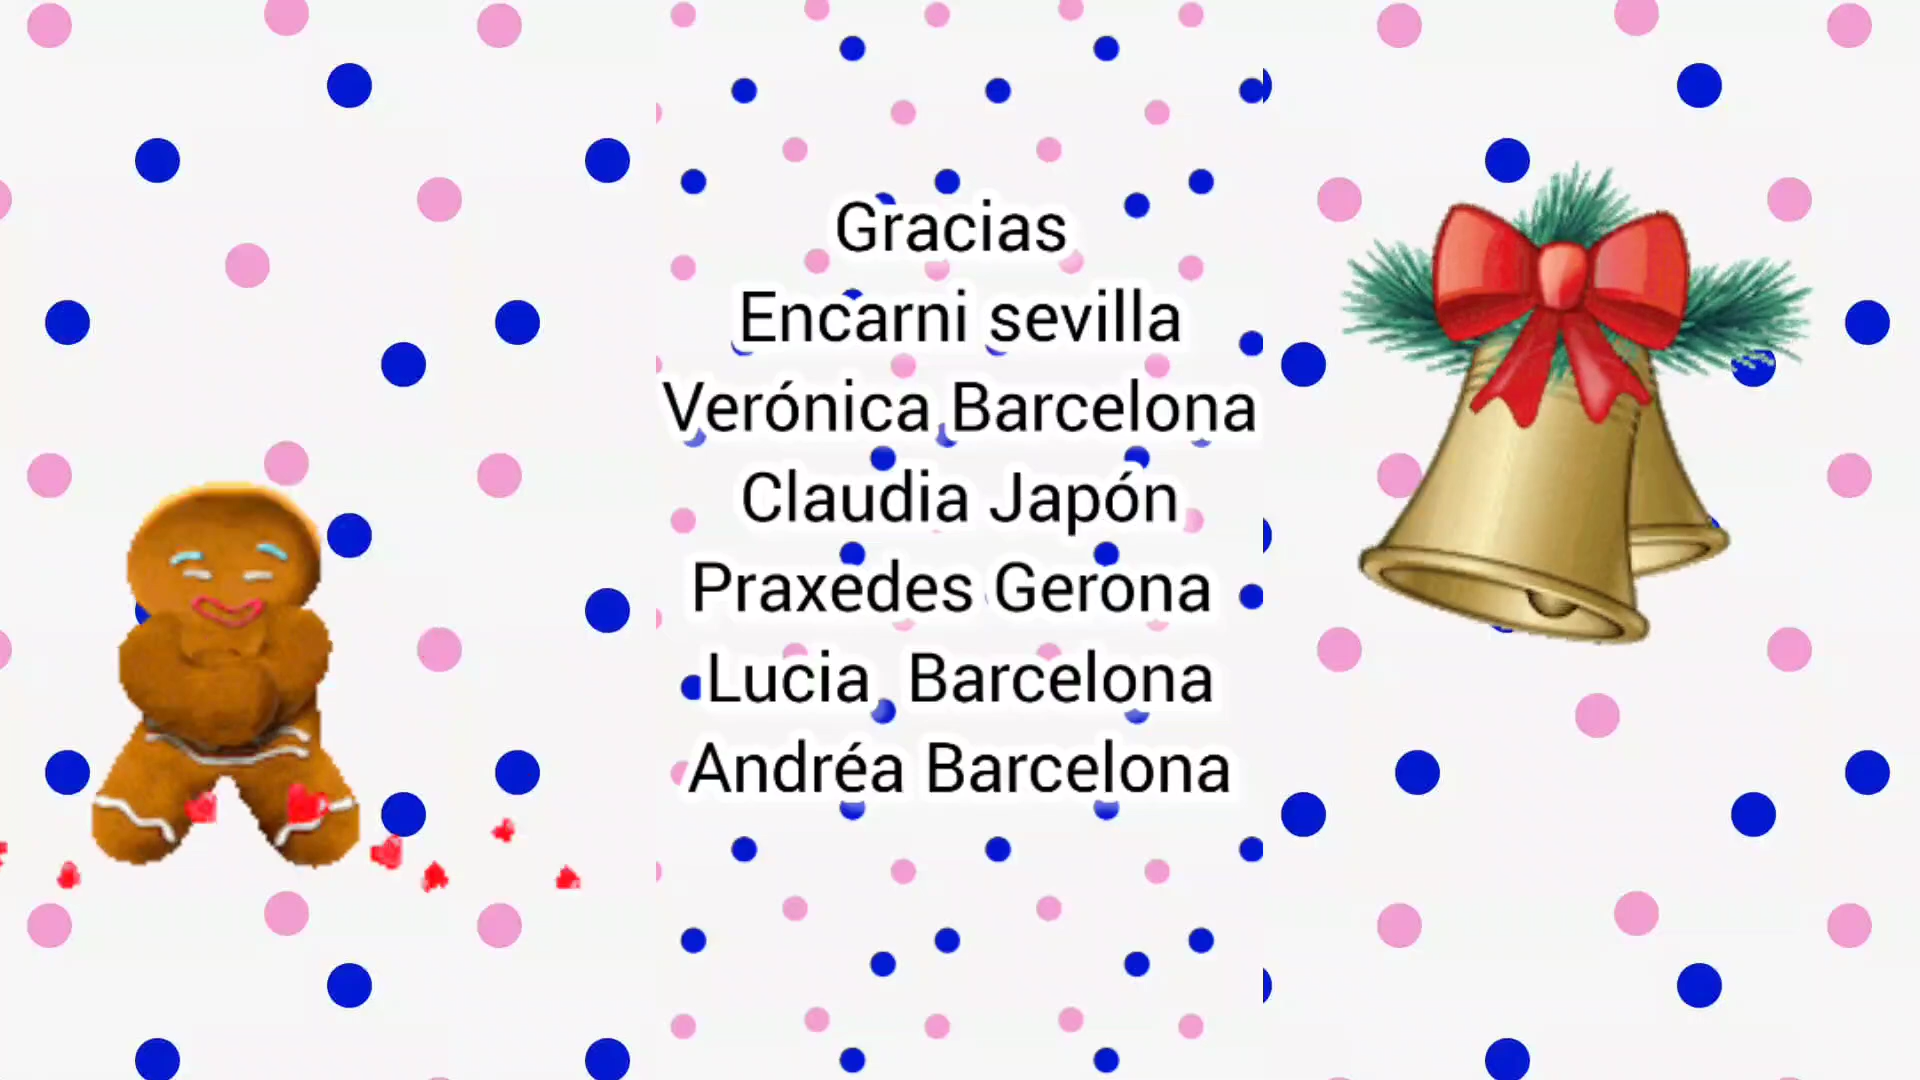 Gracias
Encarni sevilla
Verónica Barcelona
Claudia Japón
Praxedes Gerona
Lucia  Barcelona
Andréa Barcelona